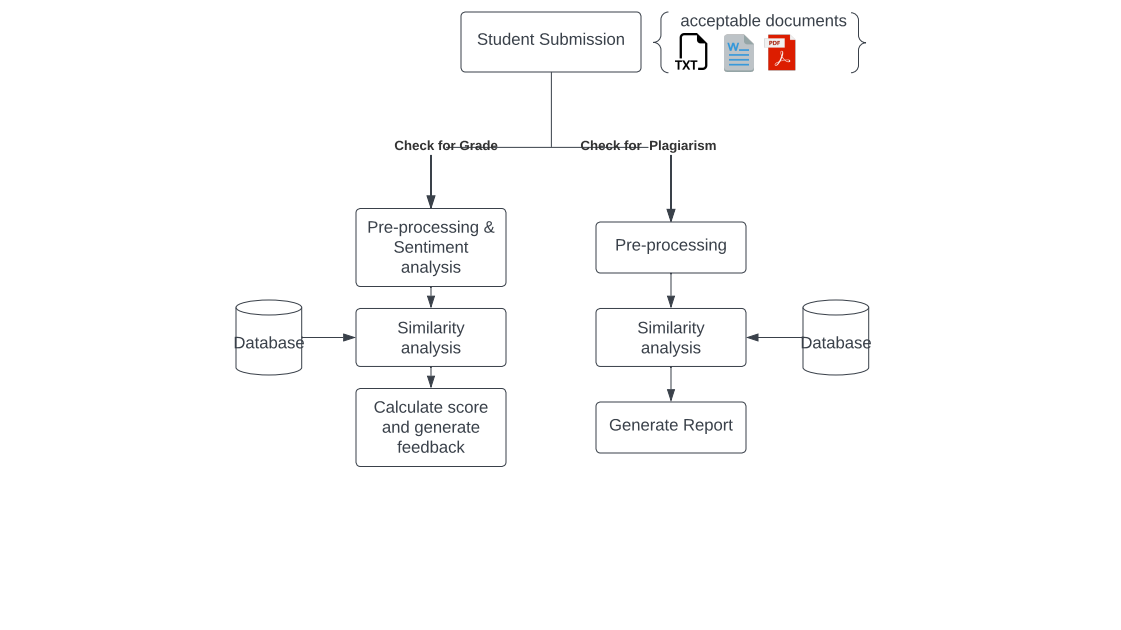 Student Submission
acceptable documents
TXT
W
PDF
Check for Grade
Check for  Plagiarism
Pre-processing &
Sentiment
analysis
Pre-processing
Database
Similarity
analysis
Similarity
analysis
Database
Calculate score
and generate
feedback
Generate Report